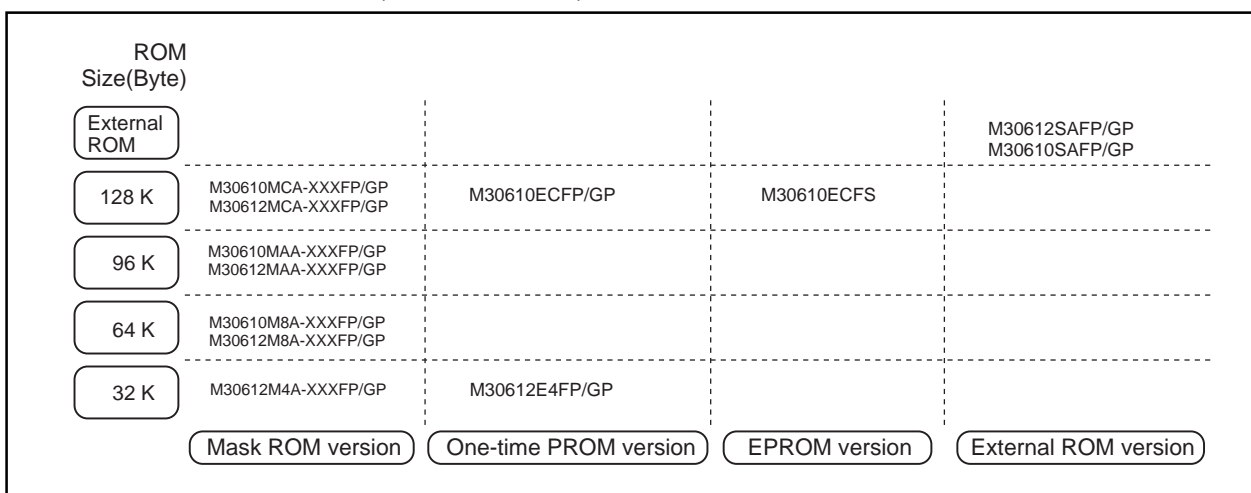 ROM
Size(Byte)
External
ROM
M30612SAFP/GP
M30610SAFP/GP
128 K
M30610MCA-XXXFP/GP
M30612MCA-XXXFP/GP
M30610ECFP/GP
M30610ECFS
96 K
M30610MAA-XXXFP/GP
M30612MAA-XXXFP/GP
64 K
M30610M8A-XXXFP/GP
M30612M8A-XXXFP/GP
32 K
M30612M4A-XXXFP/GP
M30612E4FP/GP
Mask ROM version
One-time PROM version
EPROM version
External ROM version